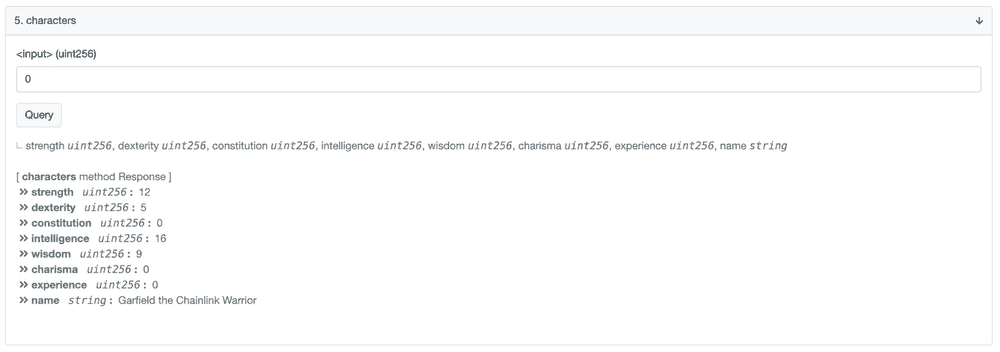 5. characters
<input> (uint256)
0
Query
strength uint256, dexterity uint256, constitution uint256, intelligence uint256, wisdom uint256, charisma uint256, experience uint256, name string
[ characters method Response ]
>> strength uint256 : 12
>> dexterity uint256 : 5
>> constitution uint256 : 0
>> intelligence uint256 : 16
>> wisdom uint256 : 9
>> charisma uint256 : 0
>> experience uint256 : 0
>> name string : Garfield the Chainlink Warrior